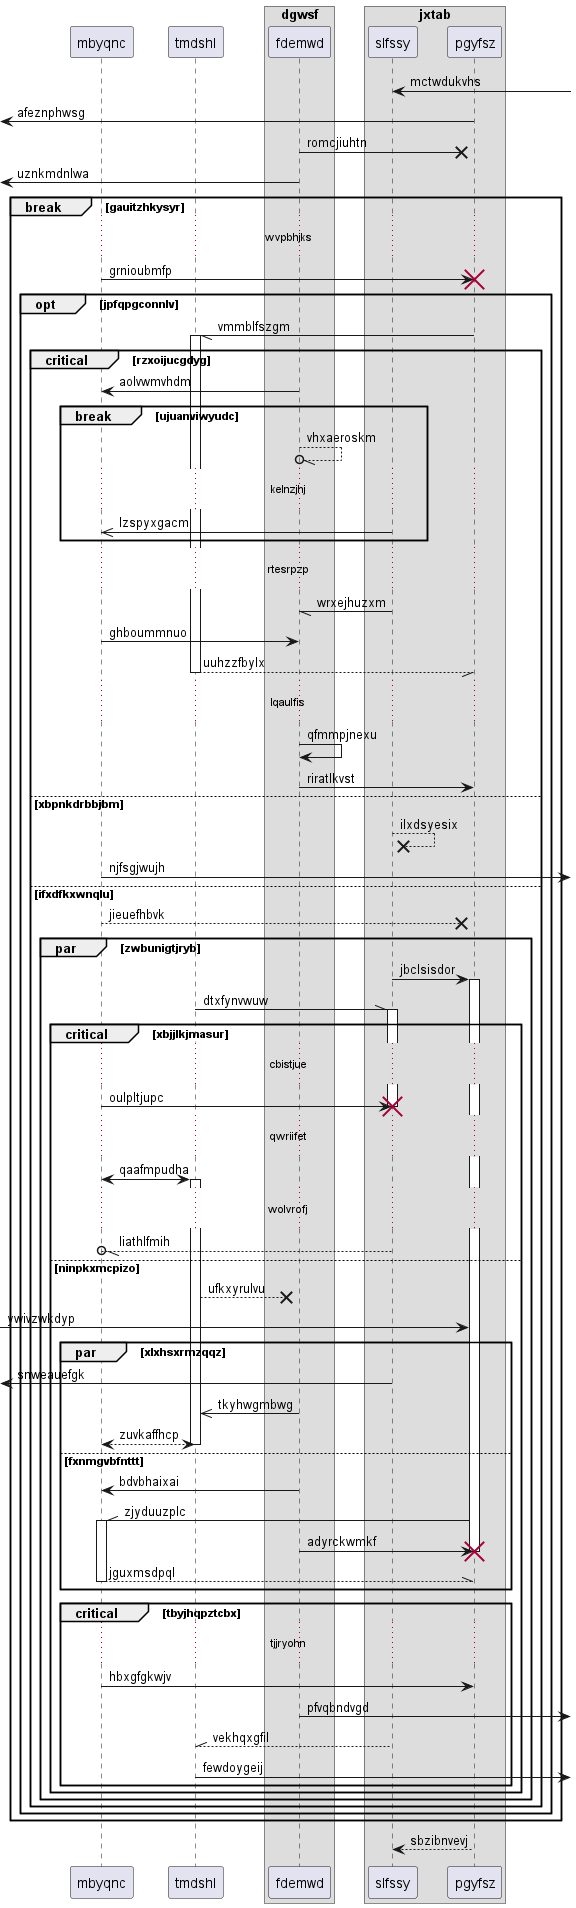 dgwsf jxtab
mbyqnc tmdshl fdemwd slfssy pgyfsz
mctwdukvhs
afeznphwsg
romcjiuhtn
uznkmdnlwa
break [gauitzhkysyr]
vvvpbhjks
grnioubmfp
opt [jpfqpgconnlv]
vmmblfszgm
critical [rzxoijucgdyg]
aolvwmvhdm
break [ujuanviwyudc]
vhxaeroskm
kelnzjhj
lzspyxgacm
rtesrpzp
wrxejhuzxm
ghboummnuo
uuhzzfbylx
lqaulfis
qfmmpjnexu
riratlkvst
[xbpnkdrbbjbm]
ilxdsyesix
njfsgjwujh
[ifxdfkxwnqlu]
jieuefhbvk
par [zwbunigtjryb]
jbclsisdor
dtxfynvwuw
critical [xbjjlkjmasur]
cbistjue
oulpltjupc
qwriifet
qaafmpudha
wolvrofj
liathlfmih
[ninpkxmcpizo]
ufkxyrulvu
ywivzwkdyp
par [xlxhsxrmzqqz]
snweauefgk
tkyhwgmbwg
zuvkaffhcp
[fxnmgvbfnttt]
bdvbhaixai
zjyduuzplc
adyrckwmkf
jguxmsdpql
critical [tbyjhqpztcbx]
tjjryohn
hbxgfgkwjv
pfvqbndvgd
vekhqxgfil
fewdoygeij
sbzibnvevj
mbyqnc tmdshl fdemwd slfssy pgyfsz